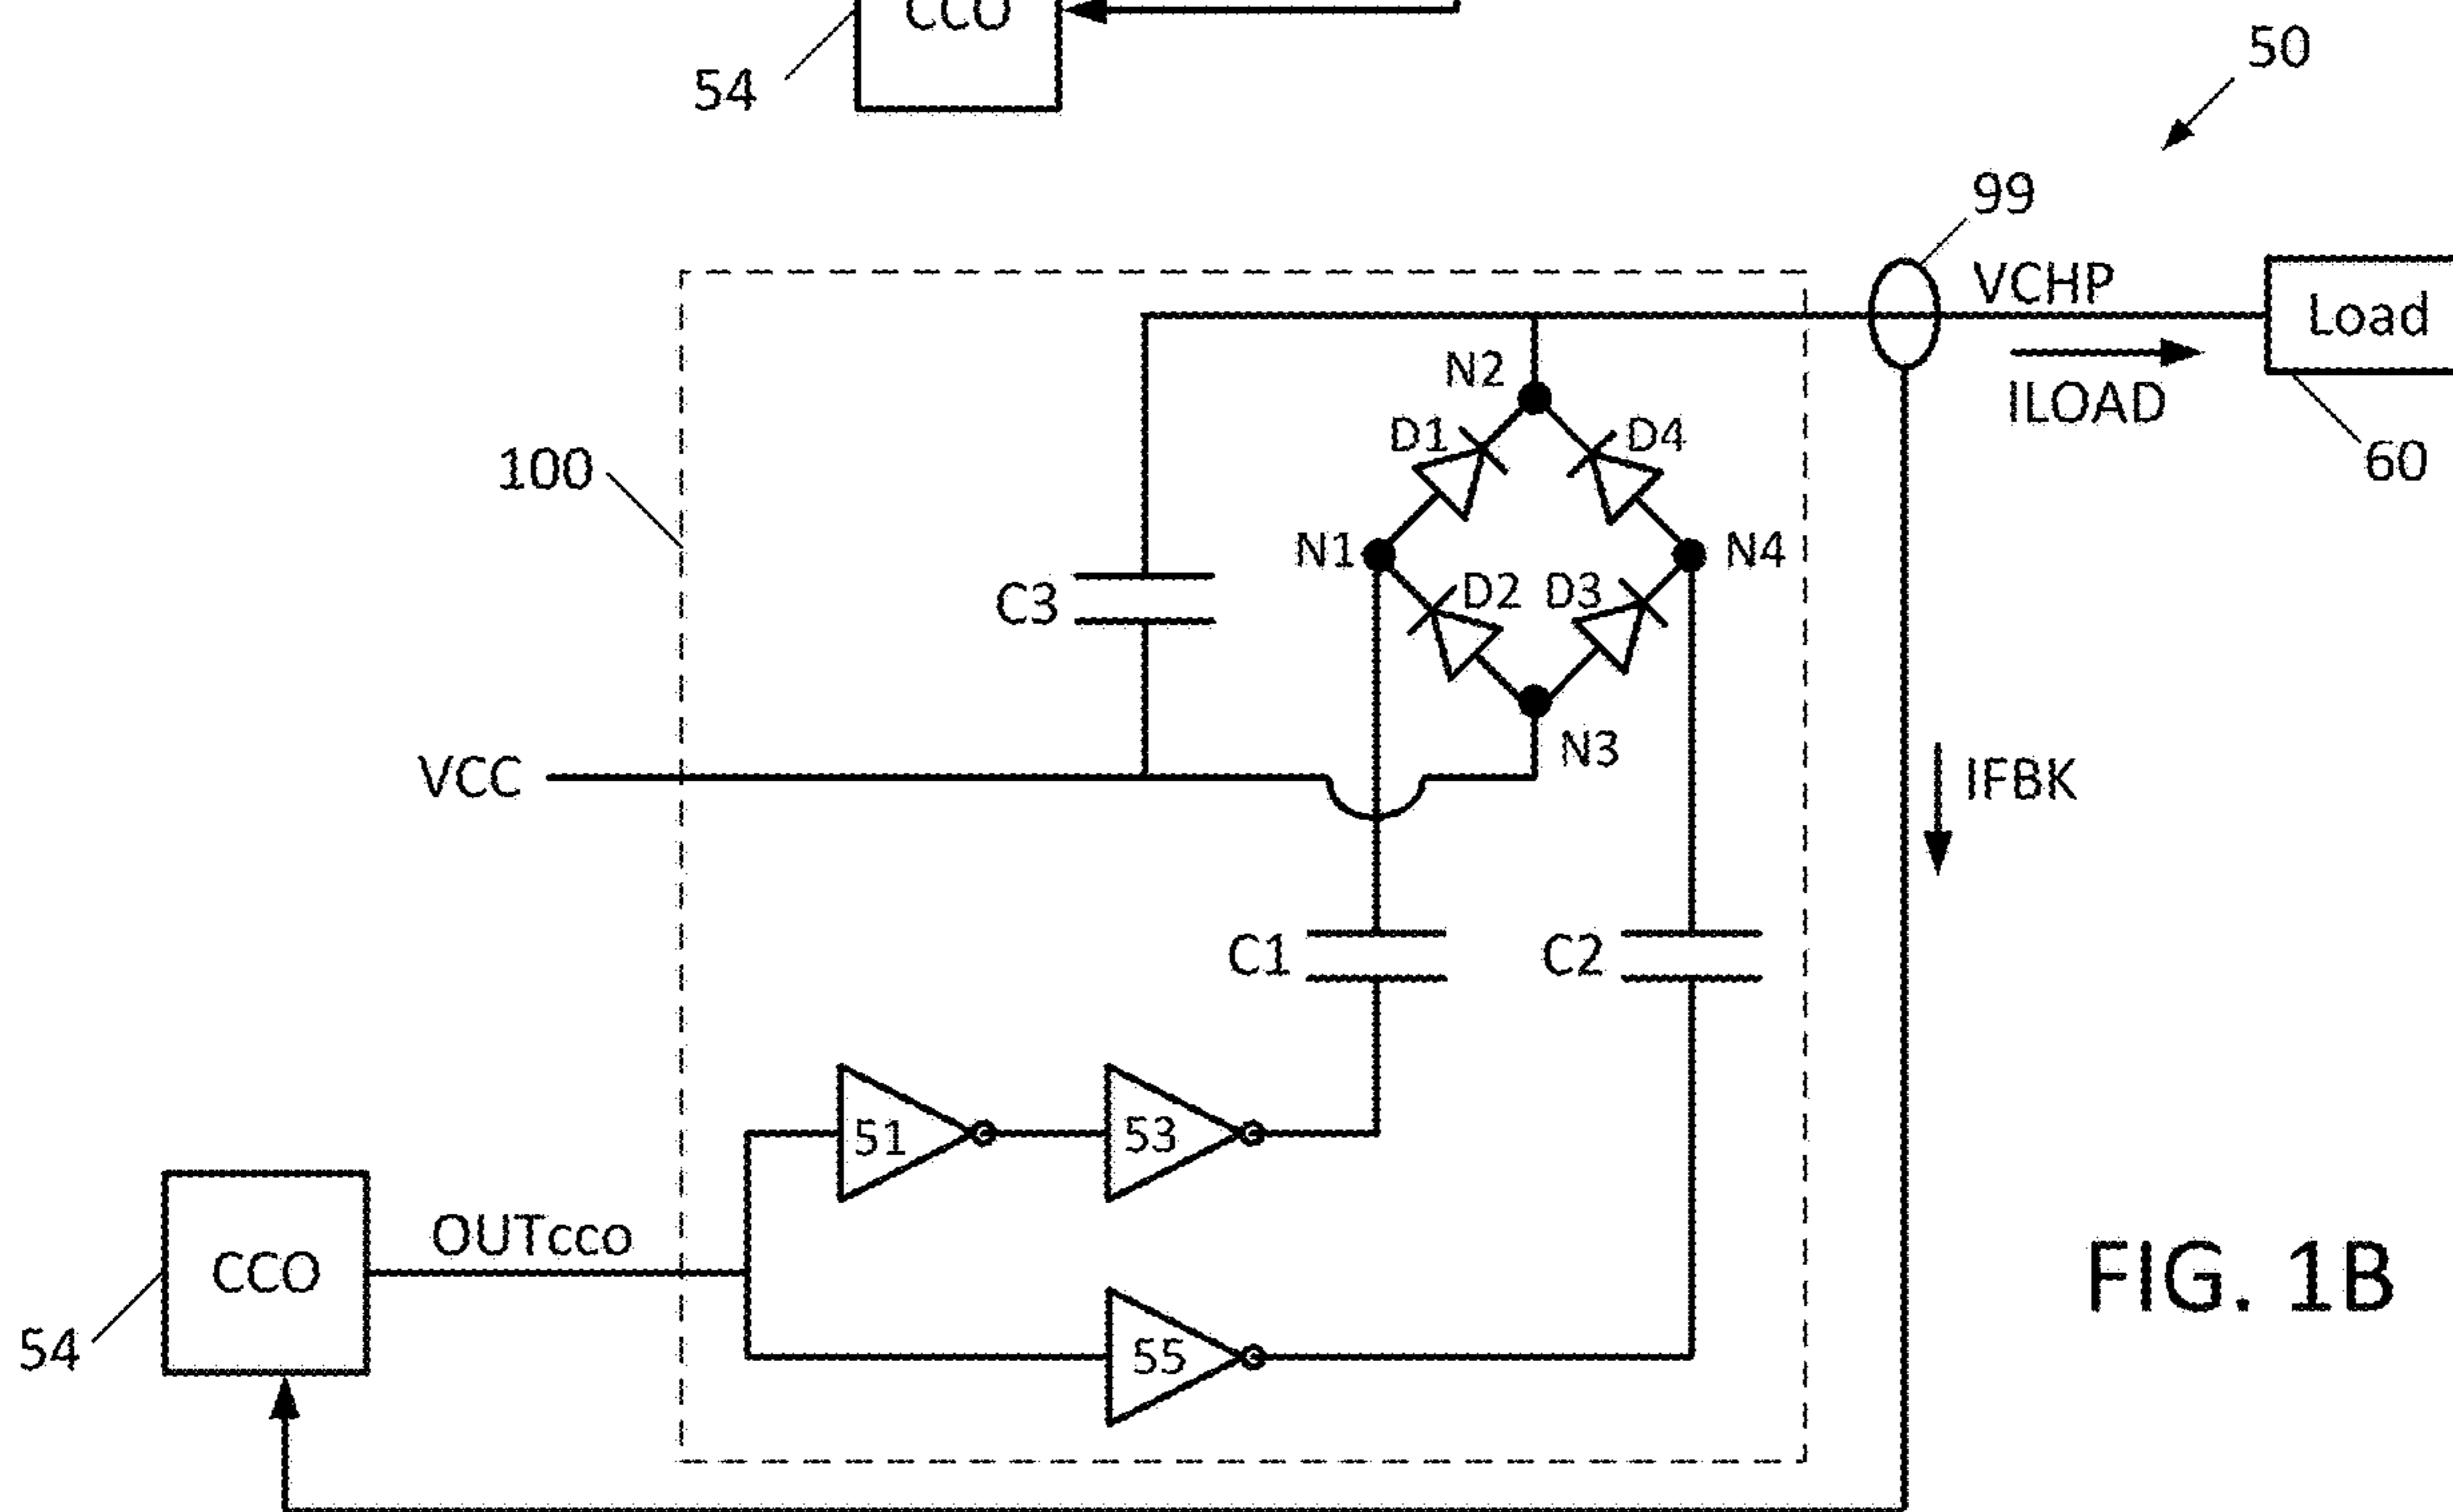 CCO
54
50
99
VCHP
Load
ILOAD
60
N2
D1
D4
100
N1
N4
C3
D2
D3
N3
VCC
IFBK
C1
C2
51
53
OUTcco
CCO
54
55
FIG. 1B